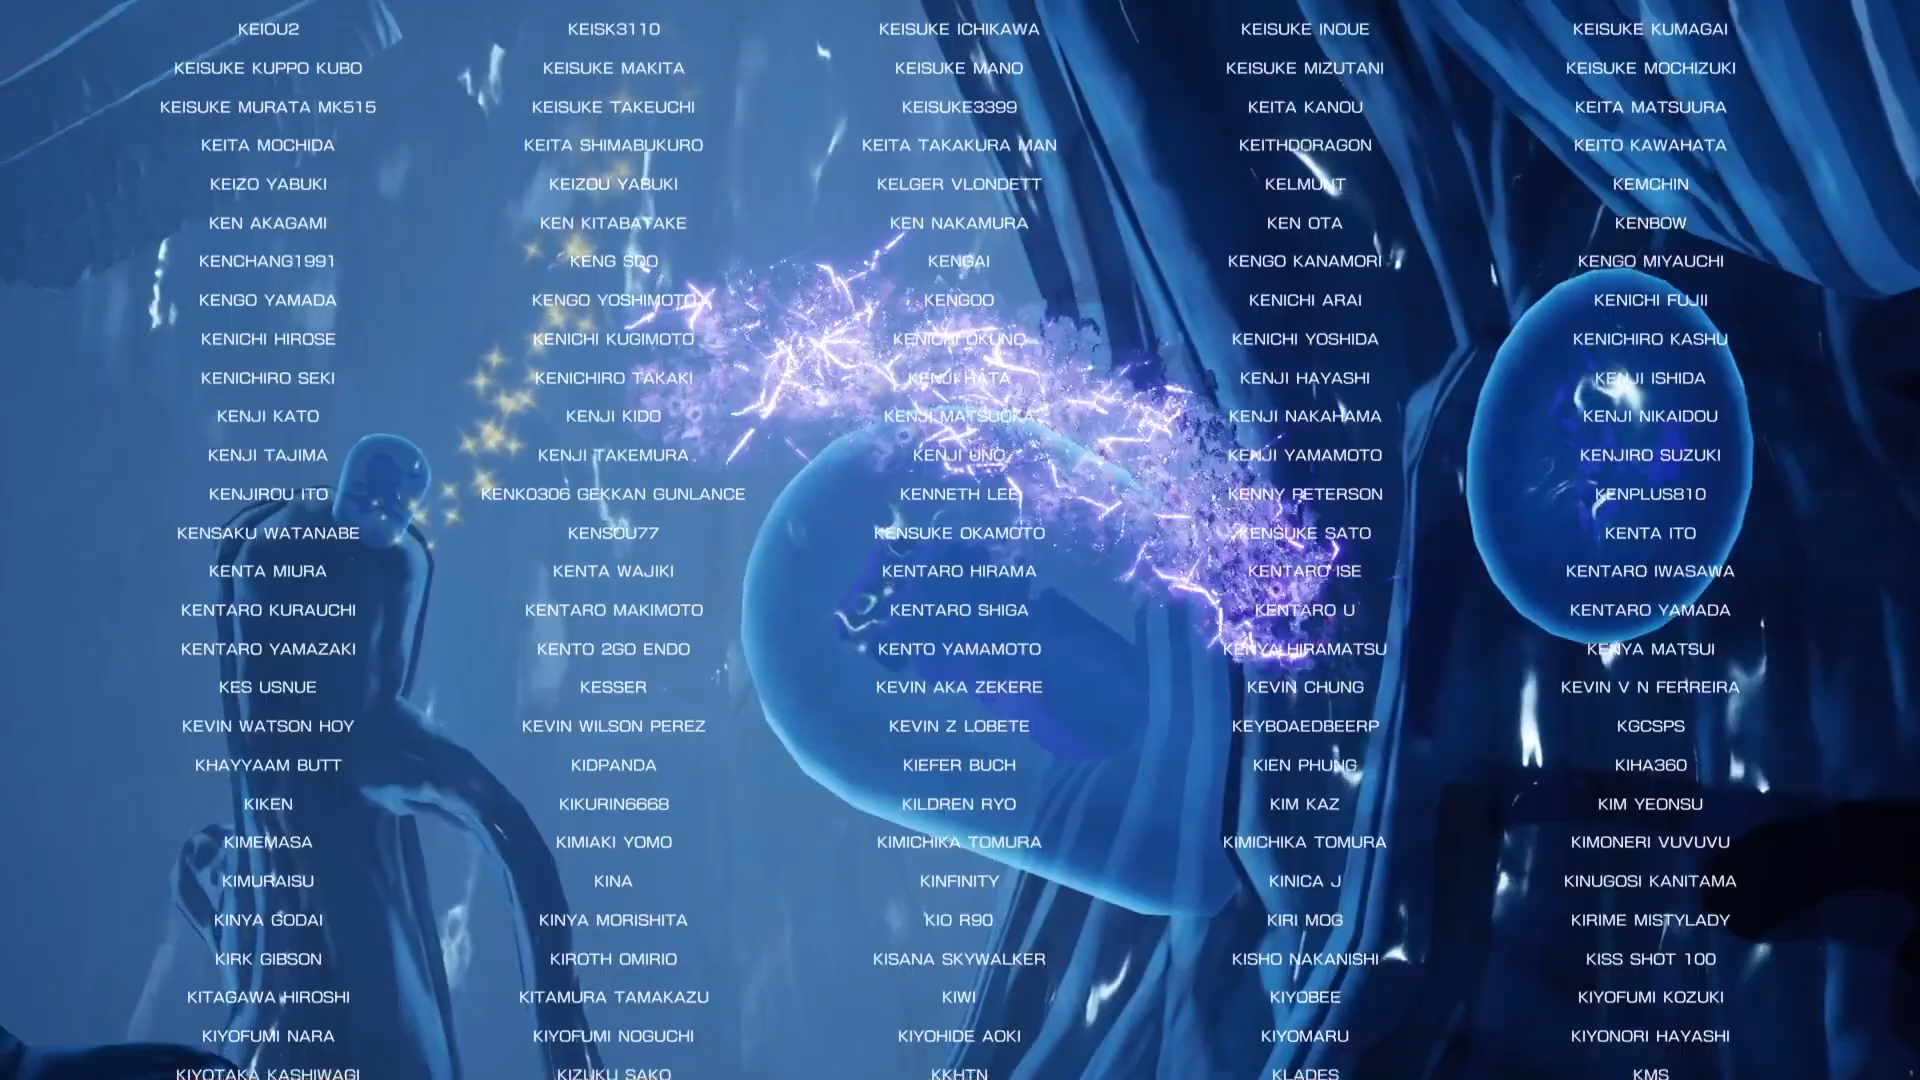 KEIOU2 KEISK3110 KEISUKE ICHIKAWA KEISUKE INOUE KEISUKE KUMAGAI
KEISUKE KUPPO KUBO KEISUKE MAKITA KEISUKE MANO KEISUKE MIZUTANI KEISUKE MOCHIZUKI
KEISUKE MURATA MK515 KEISUKE TAKEUCHI KEISUKE3399 KEITA KANOU KEITA MATSUURA
KEITA MOCHIDA KEITA SHIMABUKURO KEITA TAKAKURA MAN KEITHDORAGON KEITO KAWAHATA
KEIZO YABUKI KEIZOU YABUKI KELGER VLONDETT KELMUNT KEMCHIN
KEN AKAGAMI KEN KITABATAKE KEN NAKAMURA KEN OTA KENBOW
KENCHANG1991 KENG SDO KENGAI KENGO KANAMORI KENGO MIYAUCHI
KENGO YAMADA KENGO YOSHIMOTO KENGOO KENICHI ARAI KENICHI FUJII
KENICHI HIROSE KENICHI KUGIMOTO KENICHI OKUNO KENICHI YOSHIDA KENICHIRO KASHU
KENICHIRO SEKI KENICHIRO TAKAKI KENJI HATA KENJI HAYASHI KENJI ISHIDA
KENJI KATO KENJI KIDO KENJI MATSUOKA KENJI NAKAHAMA KENJI NIKAIDOU
KENJI TAJIMA KENJI TAKEMURA KENJI UNO KENJI YAMAMOTO KENJIRO SUZUKI
KENJIROU ITO KENK0306 GEKKAN GUNLANCE KENNETH LEE KENNY PETERSON KENPLUS810
KENSAKU WATANABE KENSOU77 KENSUKE OKAMOTO KENSUKE SATO KENTA ITO
KENTA MIURA KENTA WAJIKI KENTARO HIRAMA KENTARO ISE KENTARO IWASAWA
KENTARO KURAUCHI KENTARO MAKIMOTO KENTARO SHIGA KENTARO U KENTARO YAMADA
KENTARO YAMAZAKI KENTO 2GO ENDO KENTO YAMAMOTO KENYA HIRAMATSU KENYA MATSUI
KES USNUE KESSER KEVIN AKA ZEKERE KEVIN CHUNG KEVIN V N FERREIRA
KEVIN WATSON HOY KEVIN WILSON PEREZ KEVIN Z LOBETE KEYBOAEDBEERP KGCSPS
KHAYYAAM BUTT KIDPANDA KIEFER BUCH KIEN PHUNG KIHA360
KIKEN KIKURIN6668 KILDREN RYO KIM KAZ KIM YEONSU
KIMEMASA KIMIAKI YOMO KIMICHIKA TOMURA KIMICHIKA TOMURA KIMONERI VUVUVU
KIMURAISU KINA KINFINITY KINICA J KINUGOSI KANITAMA
KINYA GODAI KINYA MORISHITA KIO R90 KIRI MOG KIRIME MISTYLADY
KIRK GIBSON KIROTH OMIRIO KISANA SKYWALKER KISHO NAKANISHI KISS SHOT 100
KITAGAWA HIROSHI KITAMURA TAMAKAZU KIWI KIYOBEE KIYOFUMI KOZUKI
KIYOFUMI NARA KIYOFUMI NOGUCHI KIYOHIDE AOKI KIYOMARU KIYONORI HAYASHI
KIYOTAKA KASHIWAGI KIZUKU SAKO KKHTN KLADES KMS